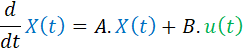 d/dt X(t) = A.X(t) + B.u(t)